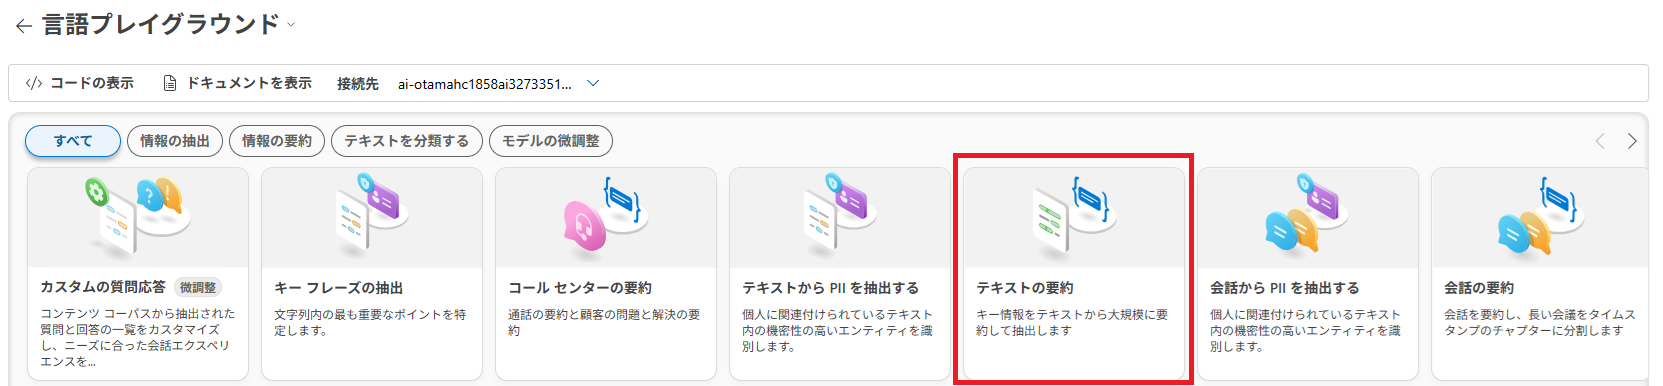 言語プレイグラウンド
コードの表示 ドキュメントを表示 接続先 ai-otamahc1858ai3273351...
すべて 情報の抽出 情報の要約 テキストを分類する モデルの微調整
カスタムの質問応答 微調整
コンテンツ コーパスから抽出された
質問と回答の一覧をカスタマイズ
し、ニーズに合った会話エクスペリ
エンスを...
キー フレーズの抽出
文字列内の最も重要なポイントを特
定します。
コール センターの要約
通話の要約と顧客の問題と解決の要
約
テキストから PII を抽出する
個人に関連付けられているテキスト
内の機密性の高いエンティティを識
別します。
テキストの要約
キー情報をテキストから大規模に要
約して抽出します
会話から PII を抽出する
個人に関連付けられているテキスト
内の機密性の高いエンティティを識
別します。
会話の要約
会話を要約し、長い会議をタイムス
タンプのチャプターに分割します